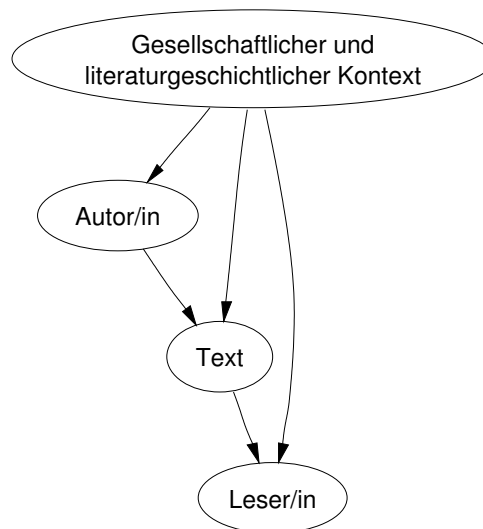 Gesellschaftlicher und
literaturgeschichtlicher Kontext
Autor/in
Text
Leser/in